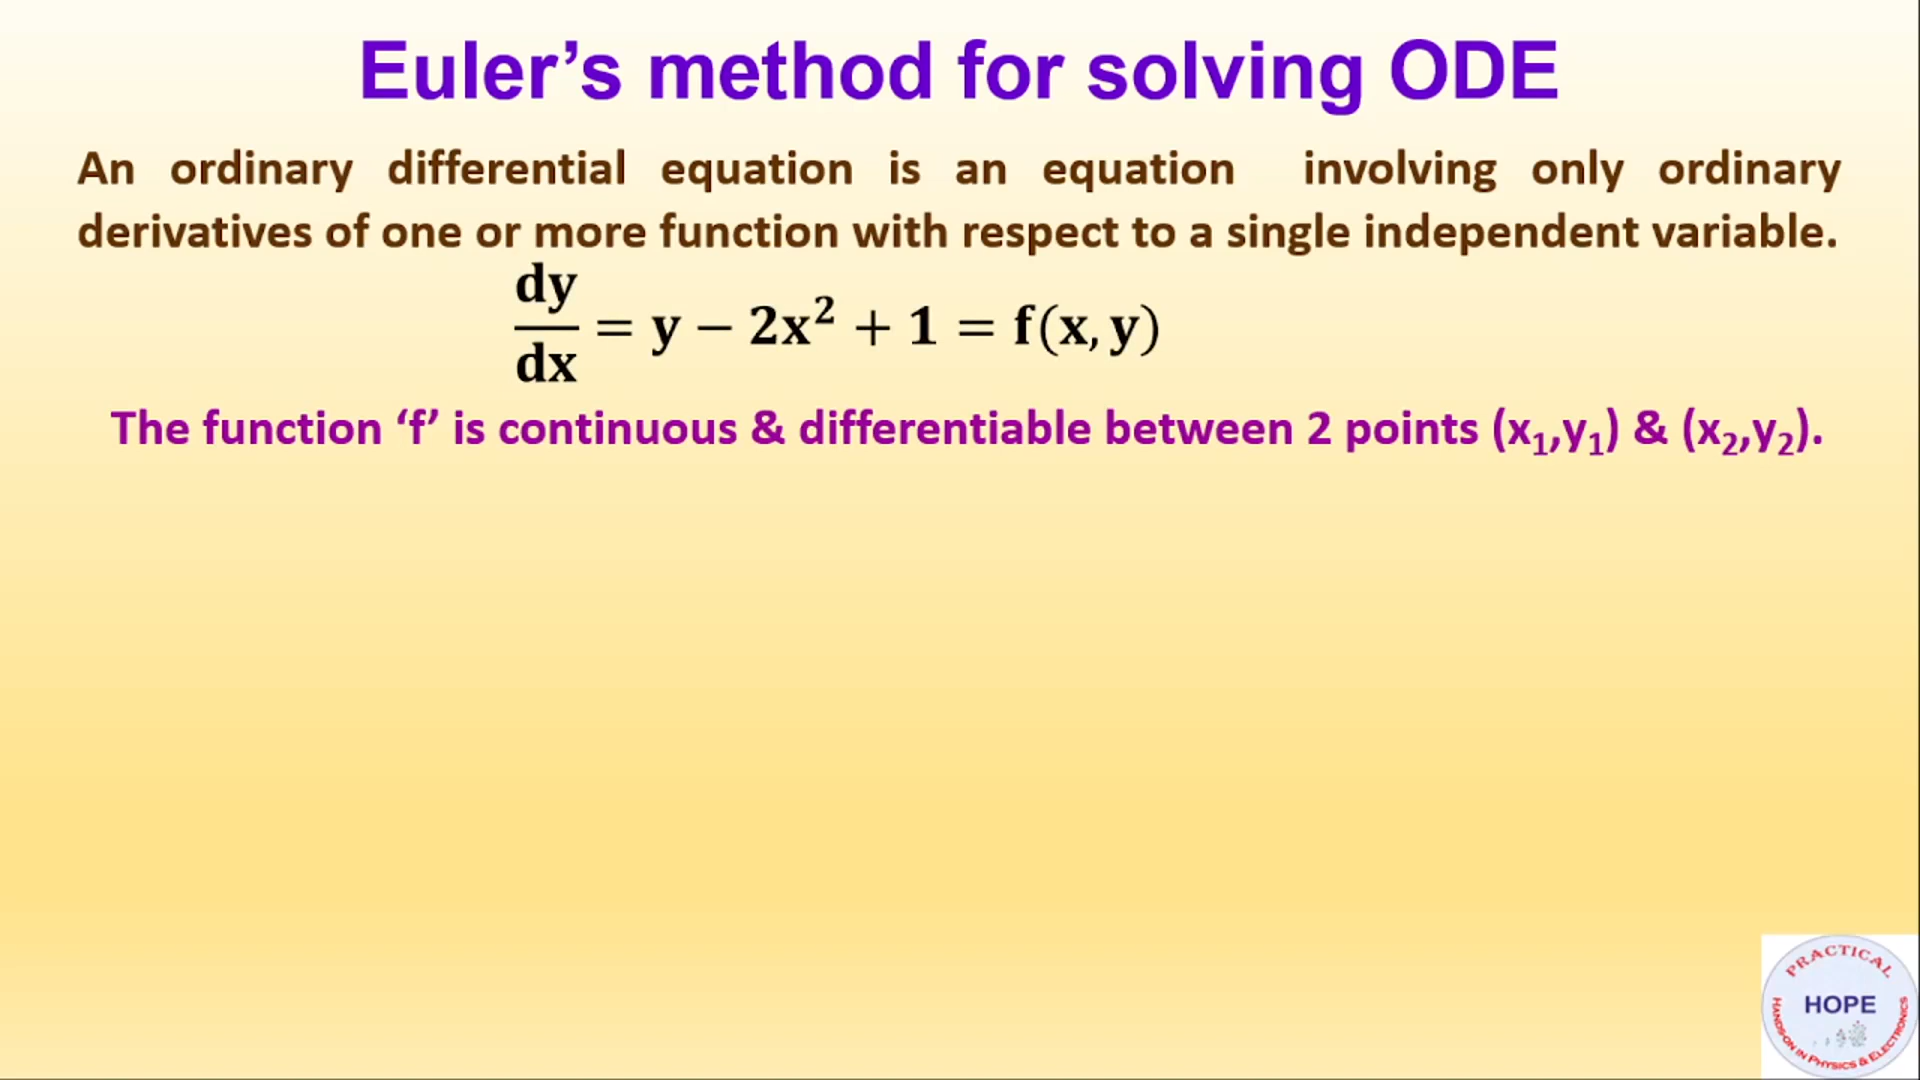 Euler’s method for solving ODE
An ordinary differential equation is an equation involving only ordinary
derivatives of one or more function with respect to a single independent variable.
dy/dx = y − 2x² + 1 = f(x, y)
The function ‘f’ is continuous & differentiable between 2 points (x₁,y₁) & (x₂,y₂).
PRACTICAL
HOPE
HANDS-ON IN PHYSICS & ELECTRONICS